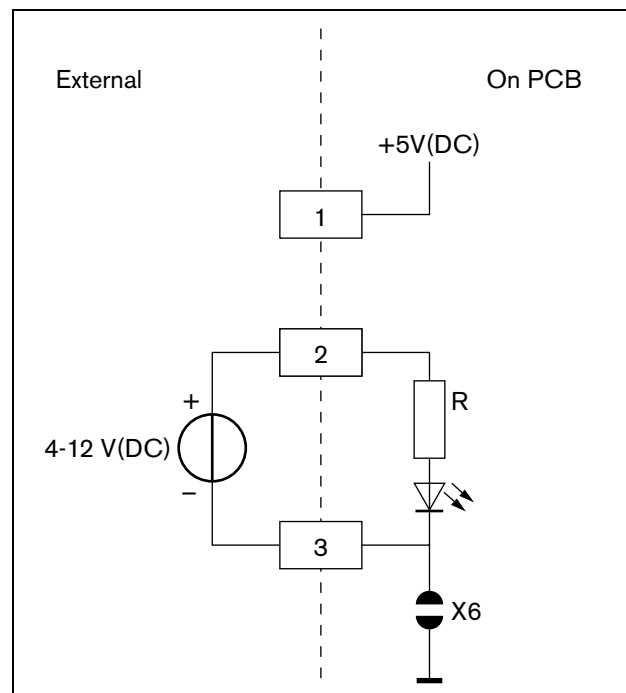 External
On PCB
+5V(DC)
1
2
R
+
4-12 V(DC)
−
3
X6